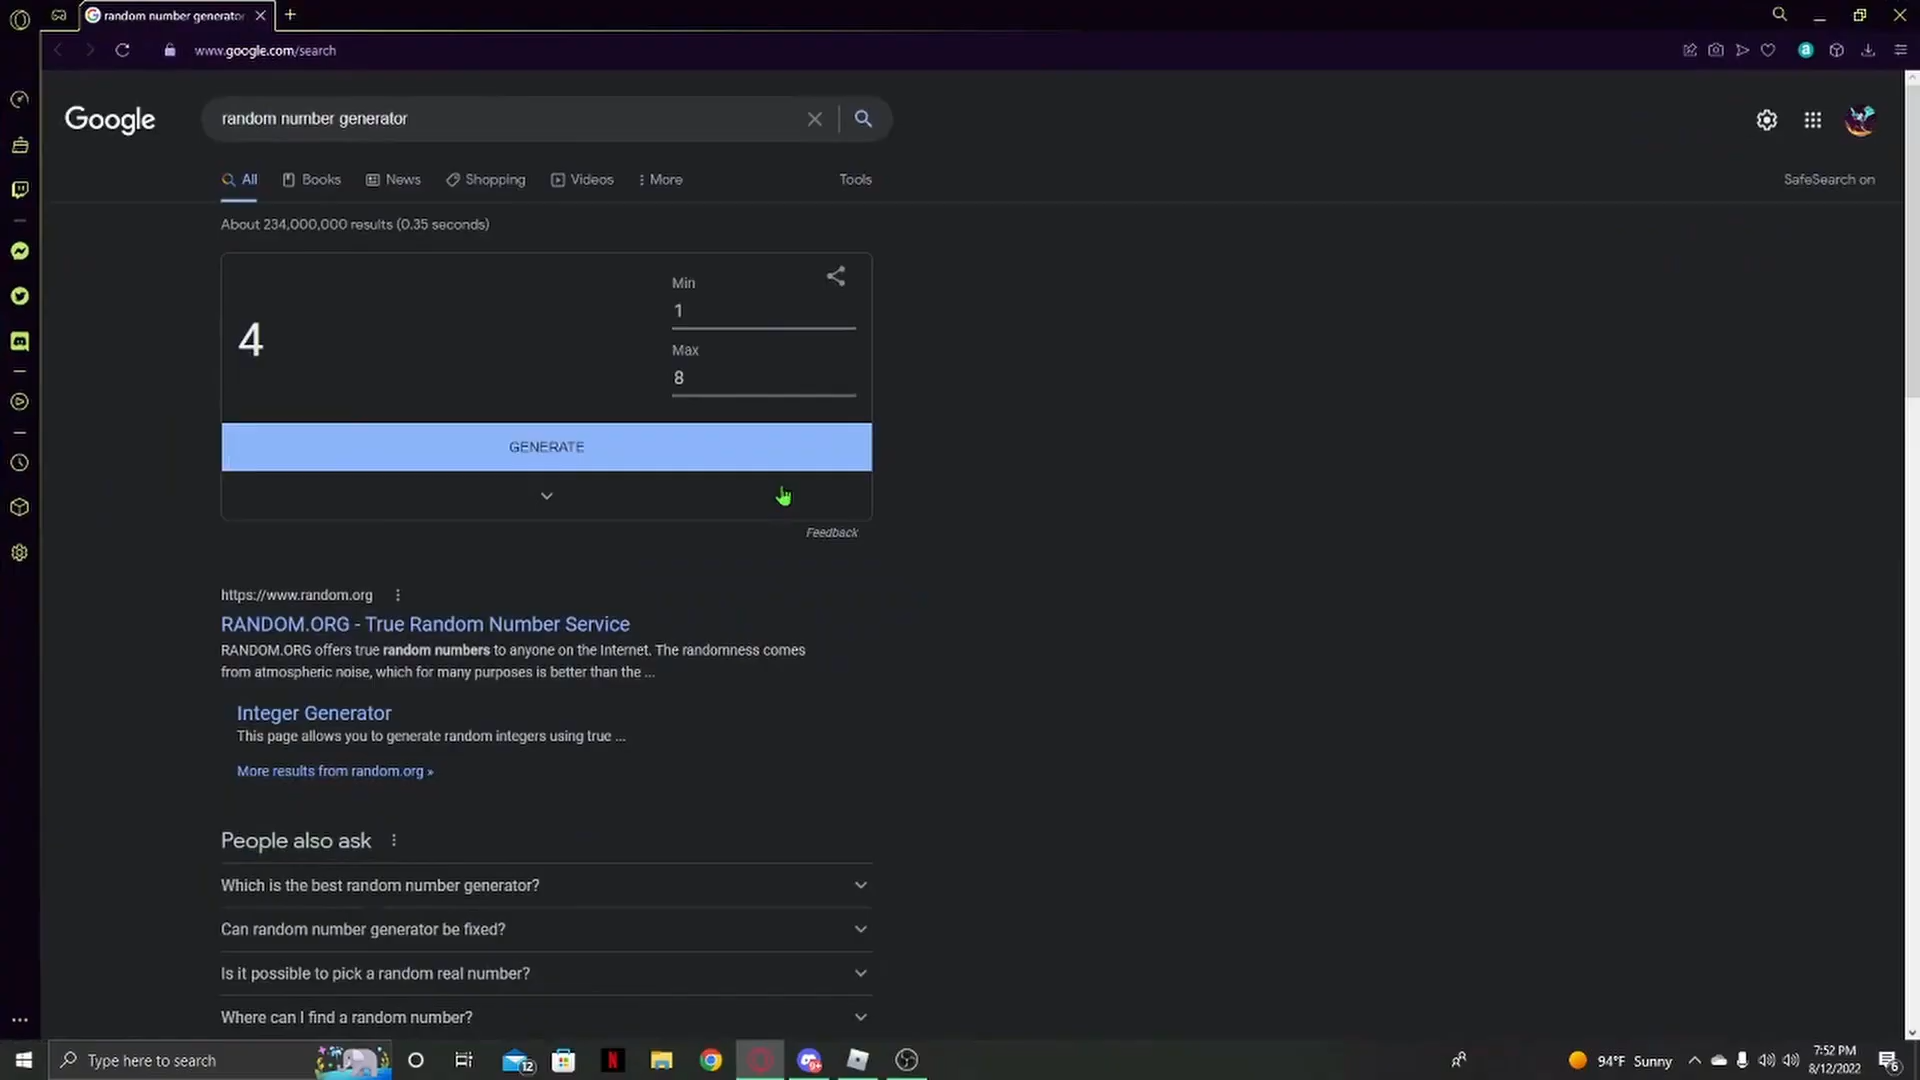 random number generator
www.google.com/search
Google
random number generator
All
Books
News
Shopping
Videos
More
Tools
SafeSearch on
About 234,000,000 results (0.35 seconds)
Min
1
4
Max
8
GENERATE
Feedback
https://www.random.org
RANDOM.ORG - True Random Number Service
RANDOM.ORG offers true random numbers to anyone on the Internet. The randomness comes
from atmospheric noise, which for many purposes is better than the ...
Integer Generator
This page allows you to generate random integers using true ...
More results from random.org »
People also ask
Which is the best random number generator?
Can random number generator be fixed?
Is it possible to pick a random real number?
Where can I find a random number?
Type here to search
12
N
9+
94°F Sunny
7:52 PM
8/12/2022
6